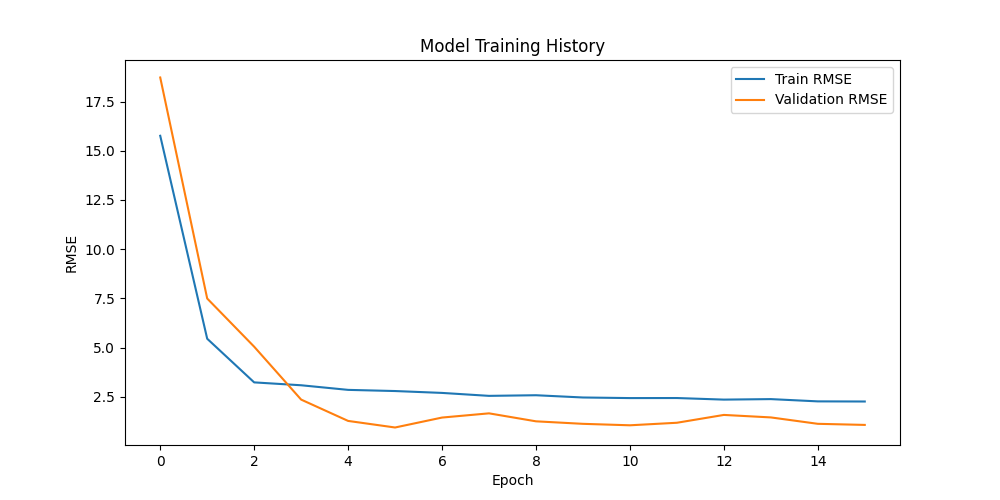 Model Training History
Train RMSE
Validation RMSE
17.5
15.0
12.5
10.0
7.5
5.0
2.5
RMSE
0 2 4 6 8 10 12 14
Epoch